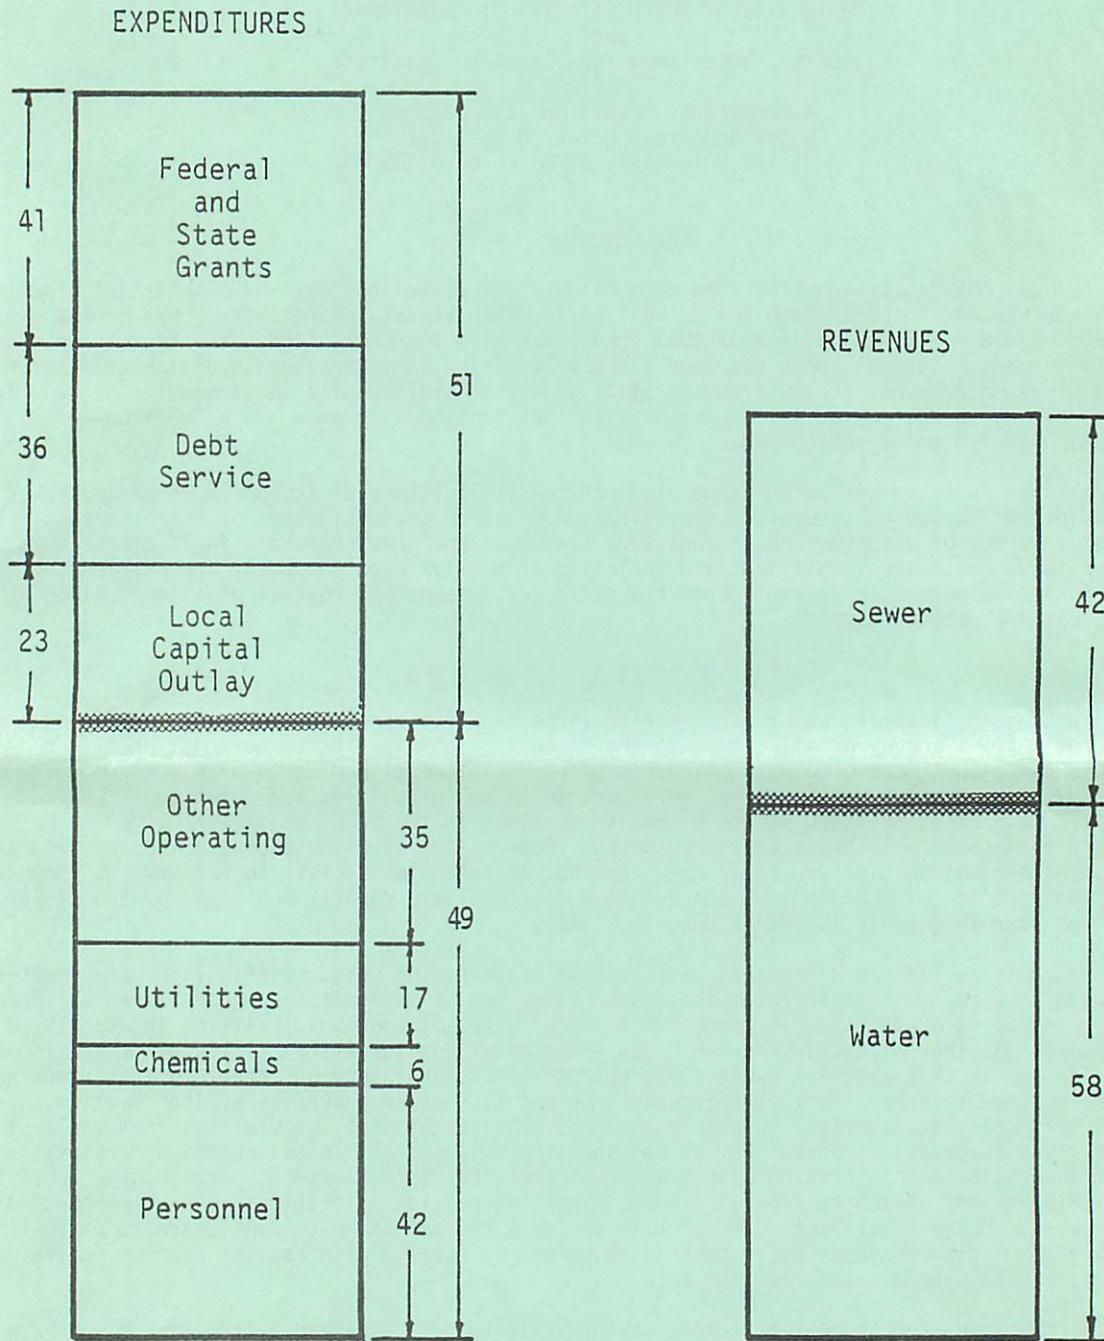 EXPENDITURES
41
Federal
and
State
Grants
51
36
Debt
Service
23
Local
Capital
Outlay
Other
Operating
35
49
Utilities
17
Chemicals
6
Personnel
42
REVENUES
Sewer
42
Water
58